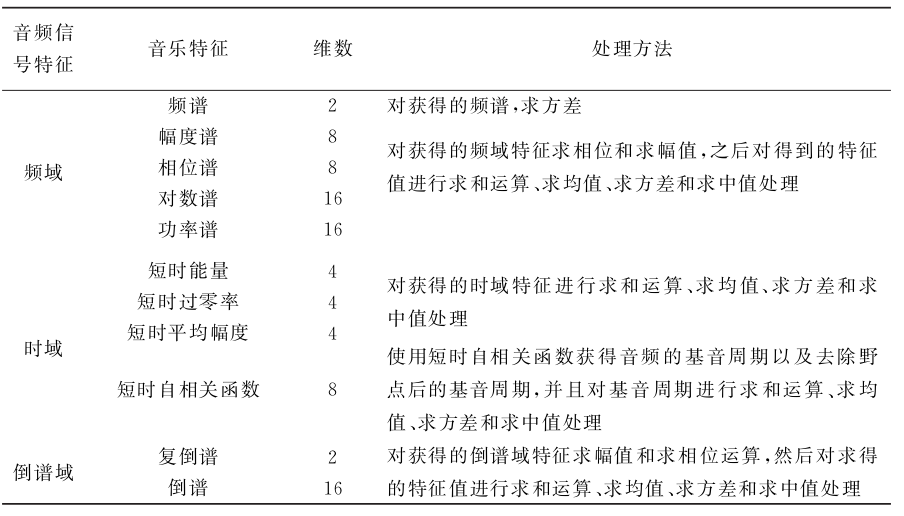 音频信
号特征
音乐特征
维数
处理方法
频域
频谱
2
对获得的频谱,求方差
幅度谱
8
相位谱
8
对数谱
16
功率谱
16
对获得的频域特征求相位和求幅值,之后对得到的特征
值进行求和运算、求均值、求方差和求中值处理
时域
短时能量
4
短时过零率
4
短时平均幅度
4
对获得的时域特征进行求和运算、求均值、求方差和求
中值处理
短时自相关函数
8
使用短时自相关函数获得音频的基音周期以及去除野
点后的基音周期,并且对基音周期进行求和运算、求均
值、求方差和求中值处理
倒谱域
复倒谱
2
倒谱
16
对获得的倒谱域特征求幅值和求相位运算,然后对求得
的特征值进行求和运算、求均值、求方差和求中值处理